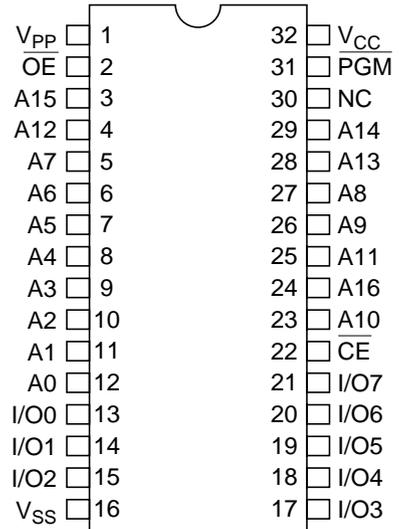 VPP 1 32 VCC
OE 2 31 PGM
A15 3 30 NC
A12 4 29 A14
A7 5 28 A13
A6 6 27 A8
A5 7 26 A9
A4 8 25 A11
A3 9 24 A16
A2 10 23 A10
A1 11 22 CE
A0 12 21 I/O7
I/O0 13 20 I/O6
I/O1 14 19 I/O5
I/O2 15 18 I/O4
VSS 16 17 I/O3